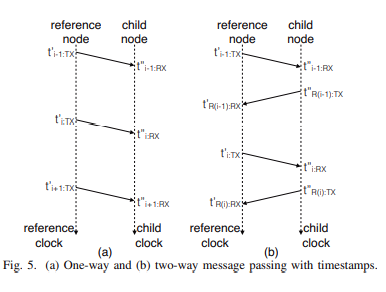 reference child reference child
node node node node
t'i-1:TX t'i-1:TX
t"i-1:RX t"i-1:RX
t"R(i-1):TX
t'R(i-1):RX
t'i:TX
t"i:RX
t'i:TX
t"i:RX
t'i+1:TX t"R(i):TX
t"i+1:RX t'R(i):RX
reference child reference child
clock clock clock clock
(a) (b)
Fig. 5. (a) One-way and (b) two-way message passing with timestamps.